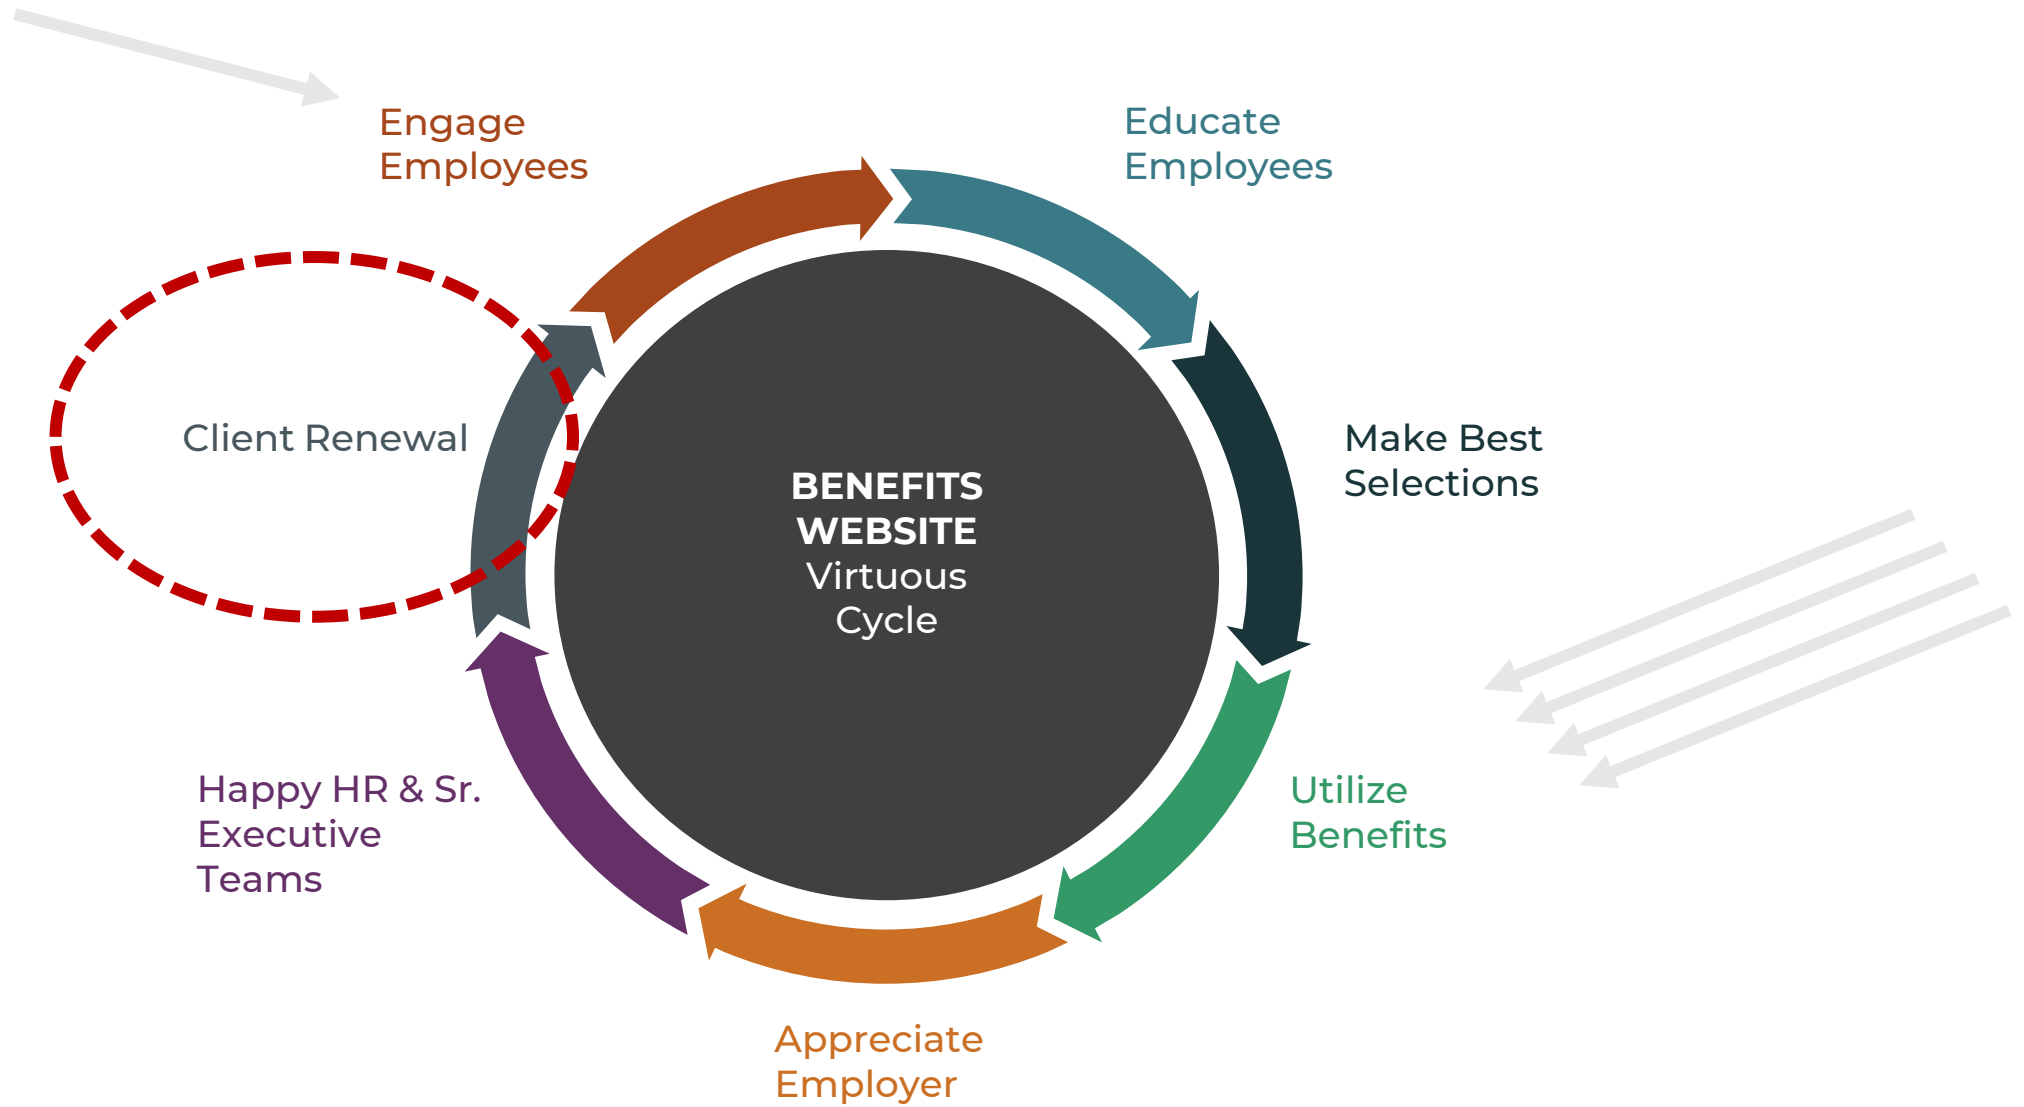 Engage
Employees
Educate
Employees
Client Renewal
Make Best
Selections
BENEFITS
WEBSITE
Virtuous
Cycle
Happy HR & Sr.
Executive
Teams
Utilize
Benefits
Appreciate
Employer